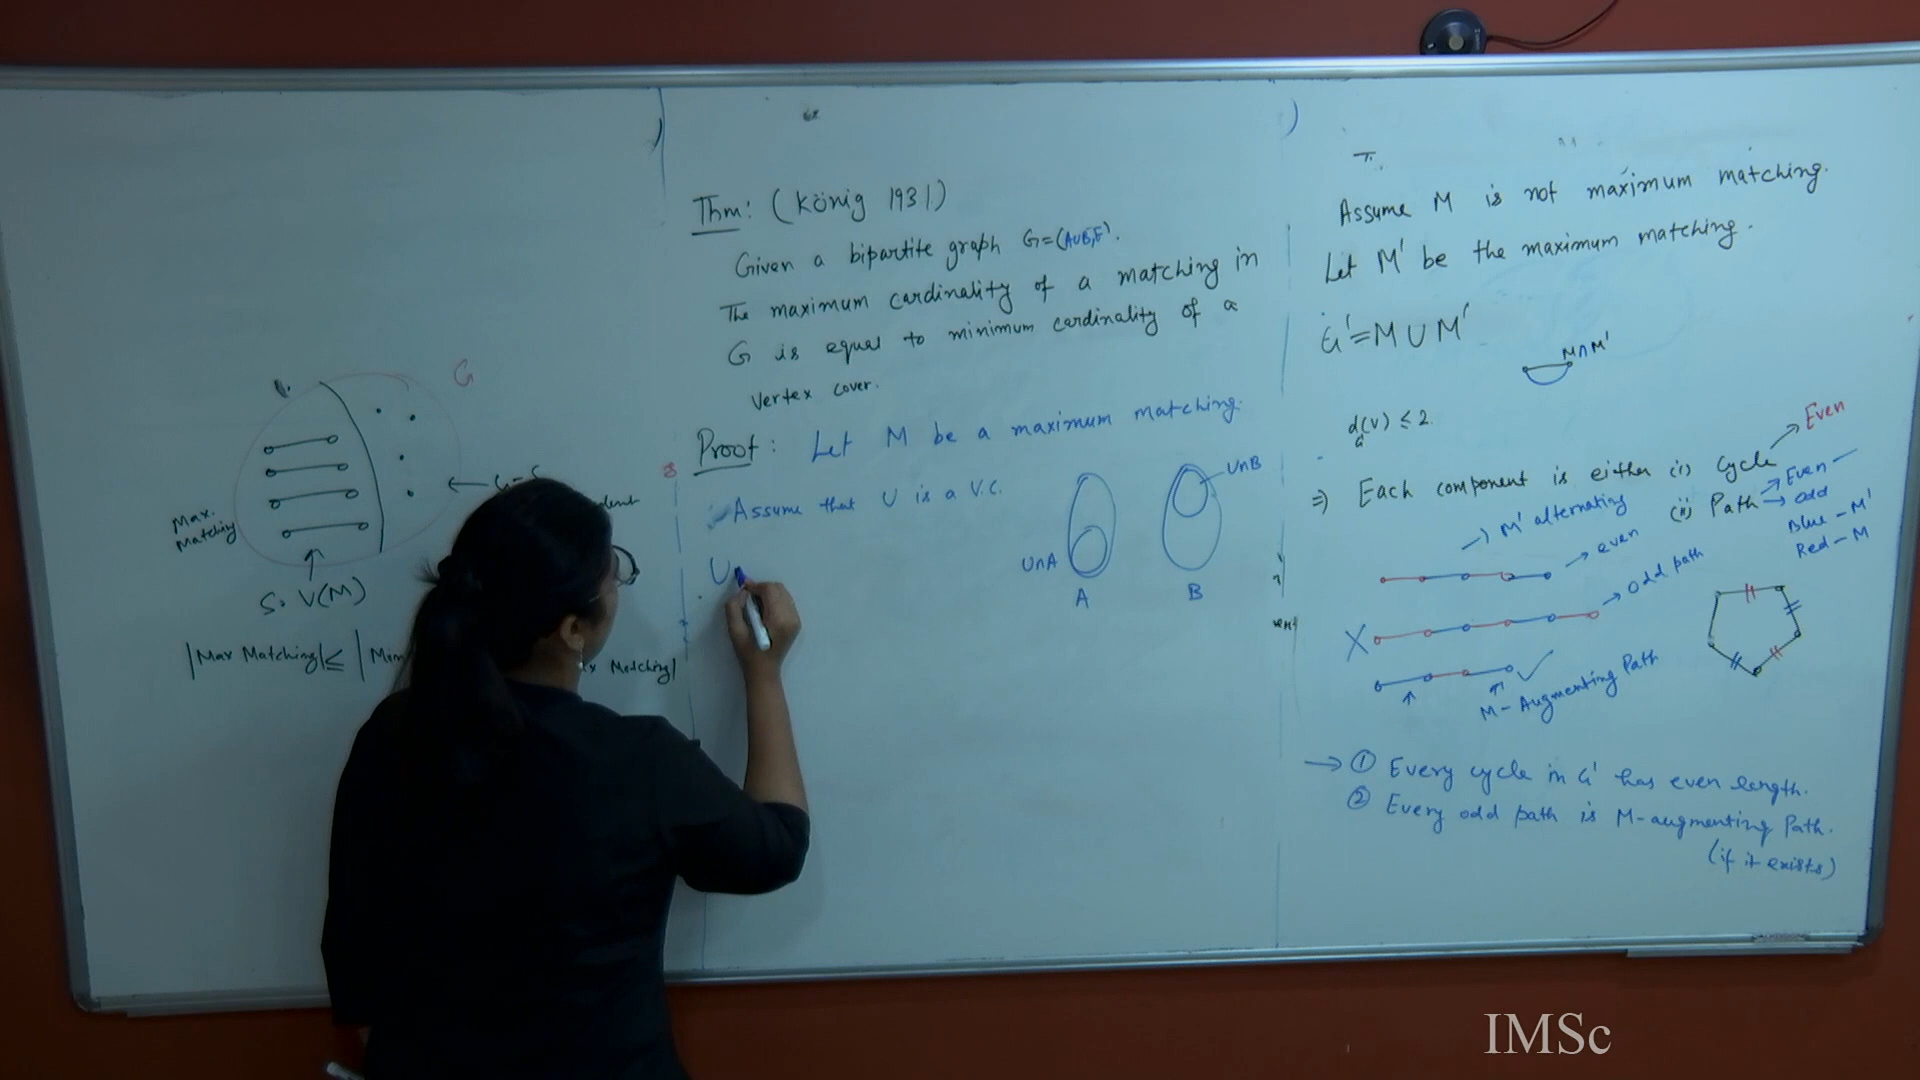 G
Max.
Matching
S. V(M)
|Max Matching| ≤ |Min
x Matching|
Thm: (König 1931)
Given a bipartite graph G=(A∪B,E).
The maximum cardinality of a matching in
G is equal to minimum cardinality of a
vertex cover.
Proof: Let M be a maximum matching.
Assume that U is a V.C.
U
U∩A
A
U∩B
B
Assume M is not maximum matching.
Let M' be the maximum matching.
G'=M∪M'
M∩M'
d(v) ≤ 2.
G
⇒ Each component is either (i) cycle → Even
(ii) Path → Even
→ odd
Blue - M'
Red - M
→ M' alternating
→ even
X → odd path
M-Augmenting Path
→ ① Every cycle in G' has even length.
② Every odd path is M-augmenting Path.
(if it exists)
IMSc